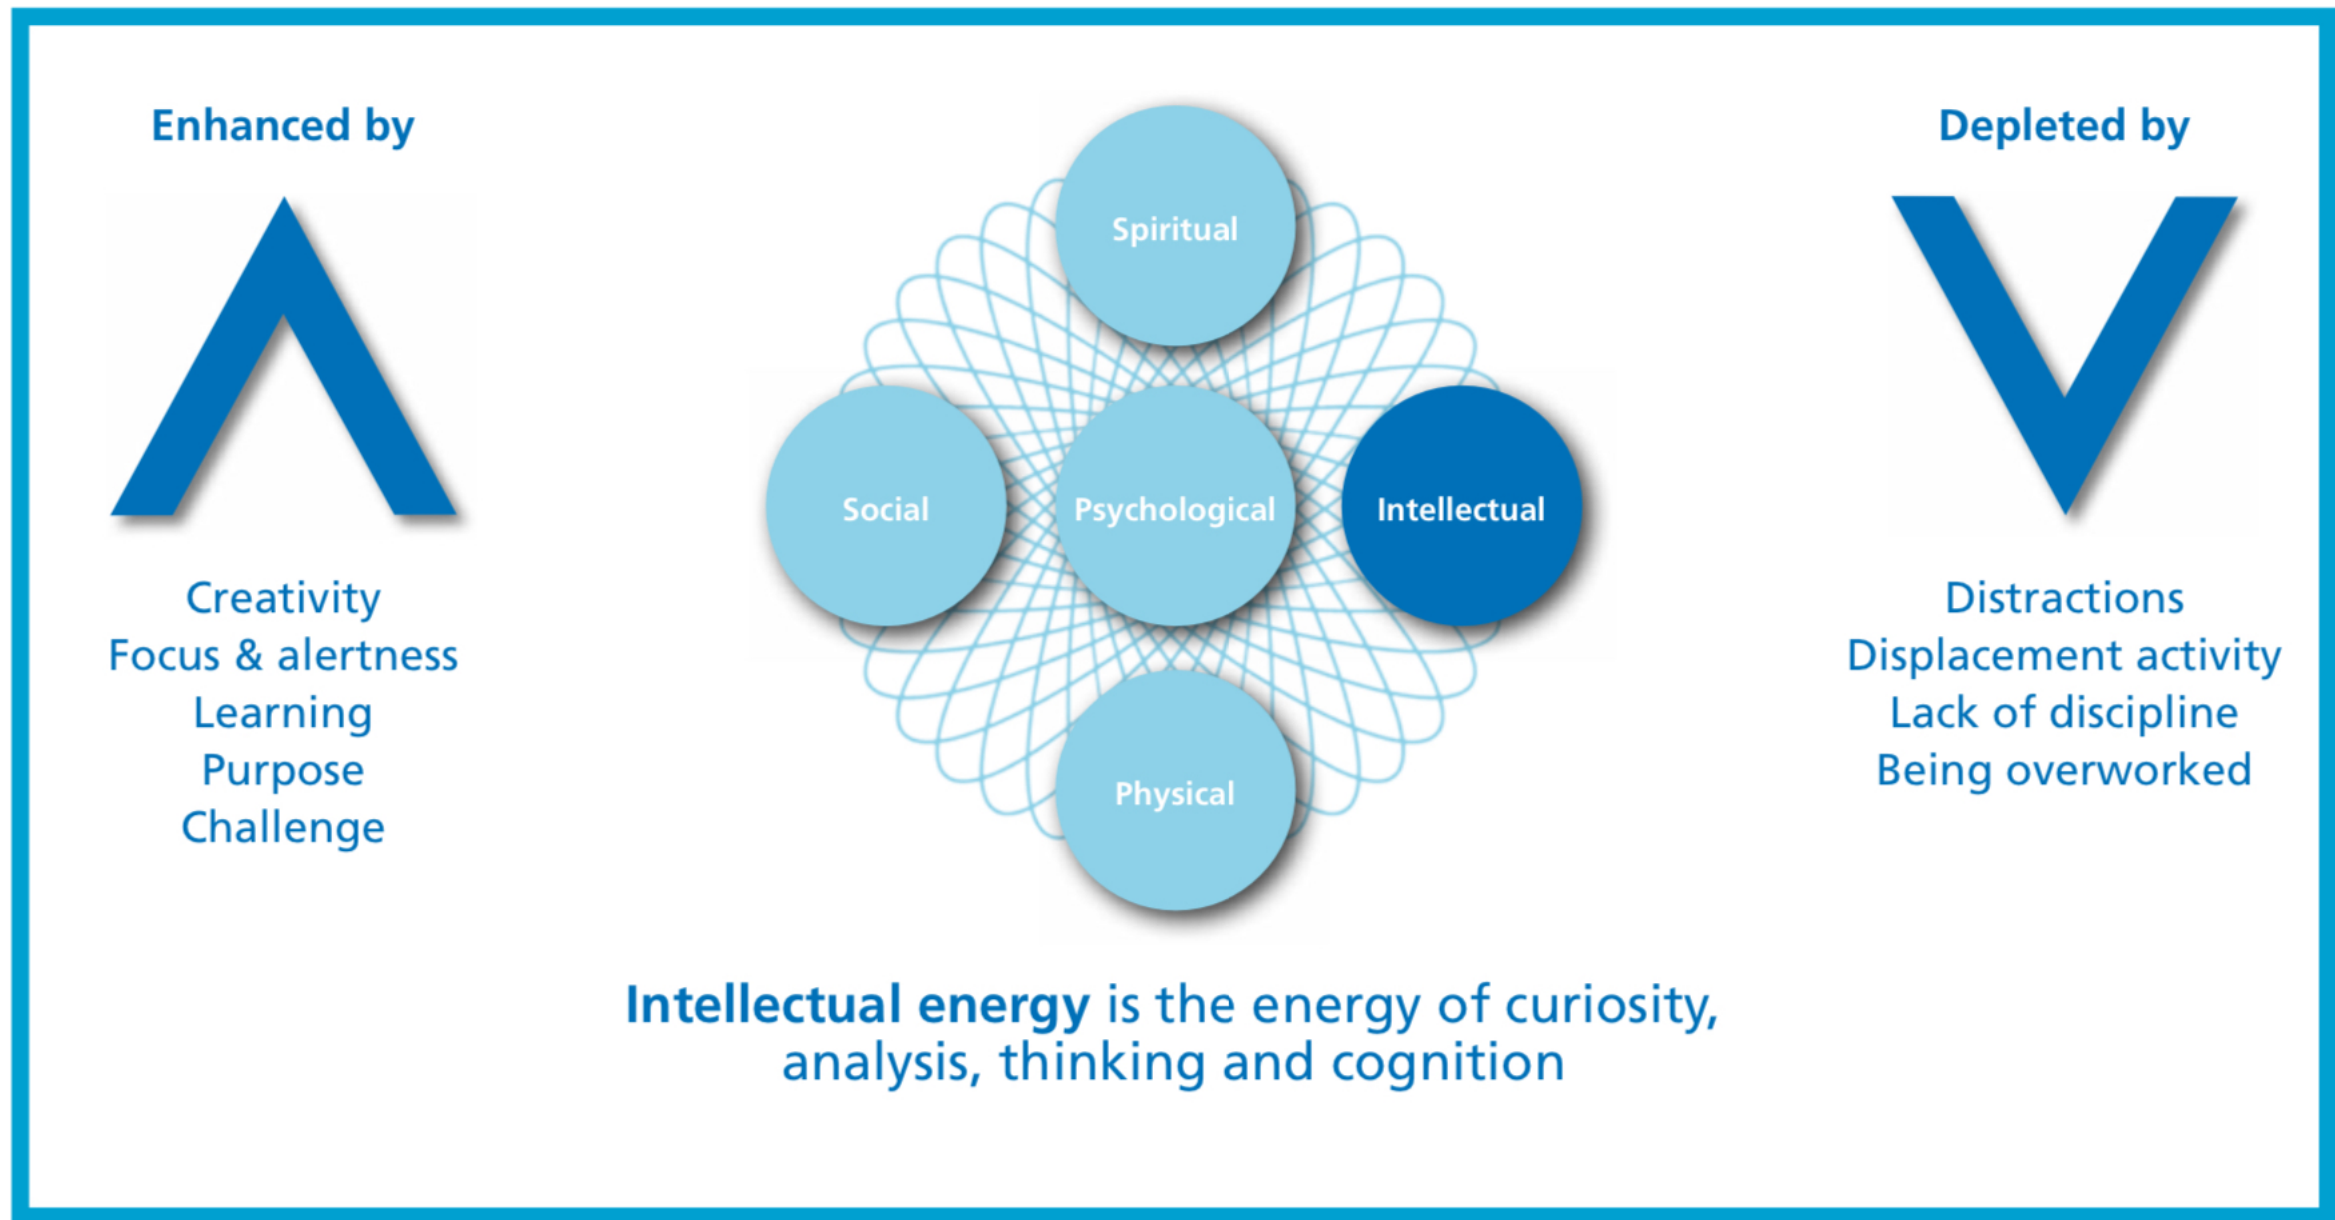 Enhanced by
Creativity
Focus & alertness
Learning
Purpose
Challenge
Spiritual
Social
Psychological
Intellectual
Physical
Depleted by
Distractions
Displacement activity
Lack of discipline
Being overworked
Intellectual energy is the energy of curiosity,
analysis, thinking and cognition